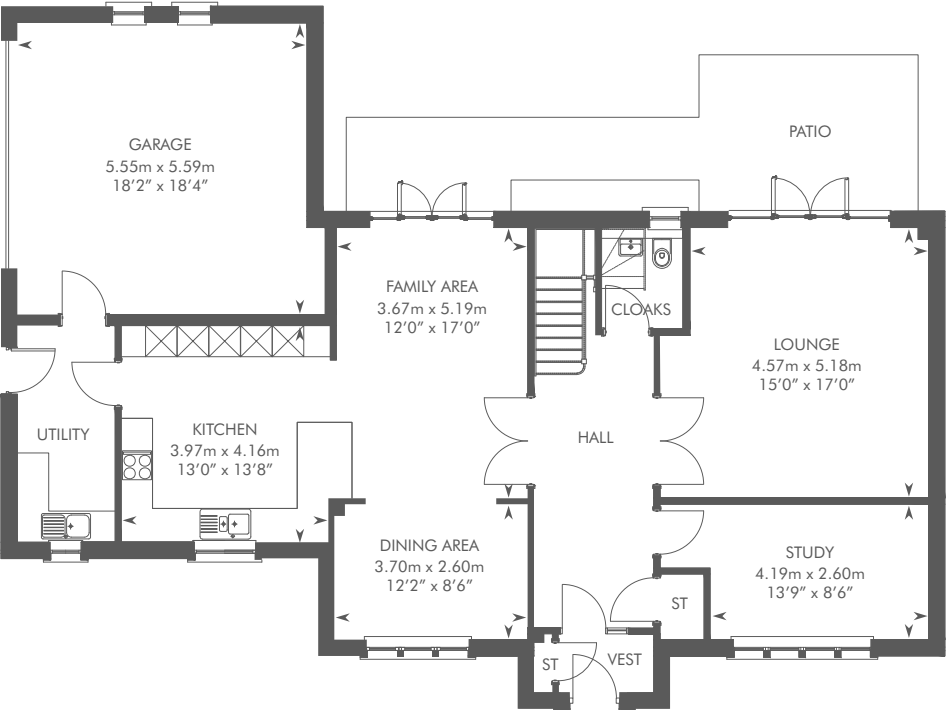 GARAGE
5.55m x 5.59m
18'2" x 18'4"
PATIO
FAMILY AREA
3.67m x 5.19m
12'0" x 17'0"
CLOAKS
LOUNGE
4.57m x 5.18m
15'0" x 17'0"
UTILITY
KITCHEN
3.97m x 4.16m
13'0" x 13'8"
HALL
DINING AREA
3.70m x 2.60m
12'2" x 8'6"
STUDY
4.19m x 2.60m
13'9" x 8'6"
ST
ST
VEST